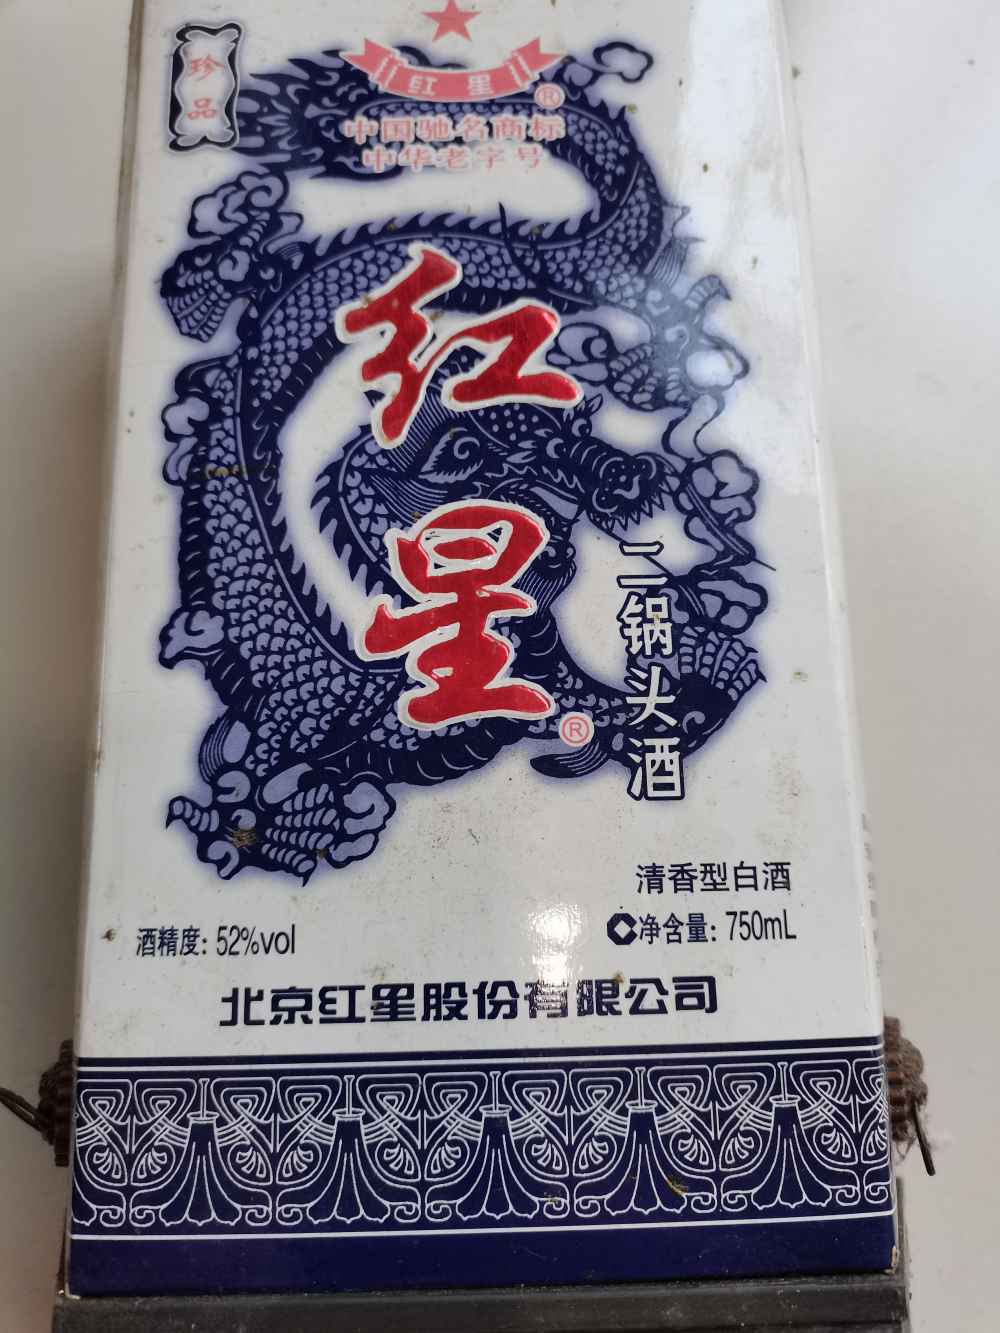 珍品
红星
®
中国驰名商标
中华老字号
红星
®
二锅头酒
清香型白酒
酒精度: 52%vol
净含量: 750mL
北京红星股份有限公司